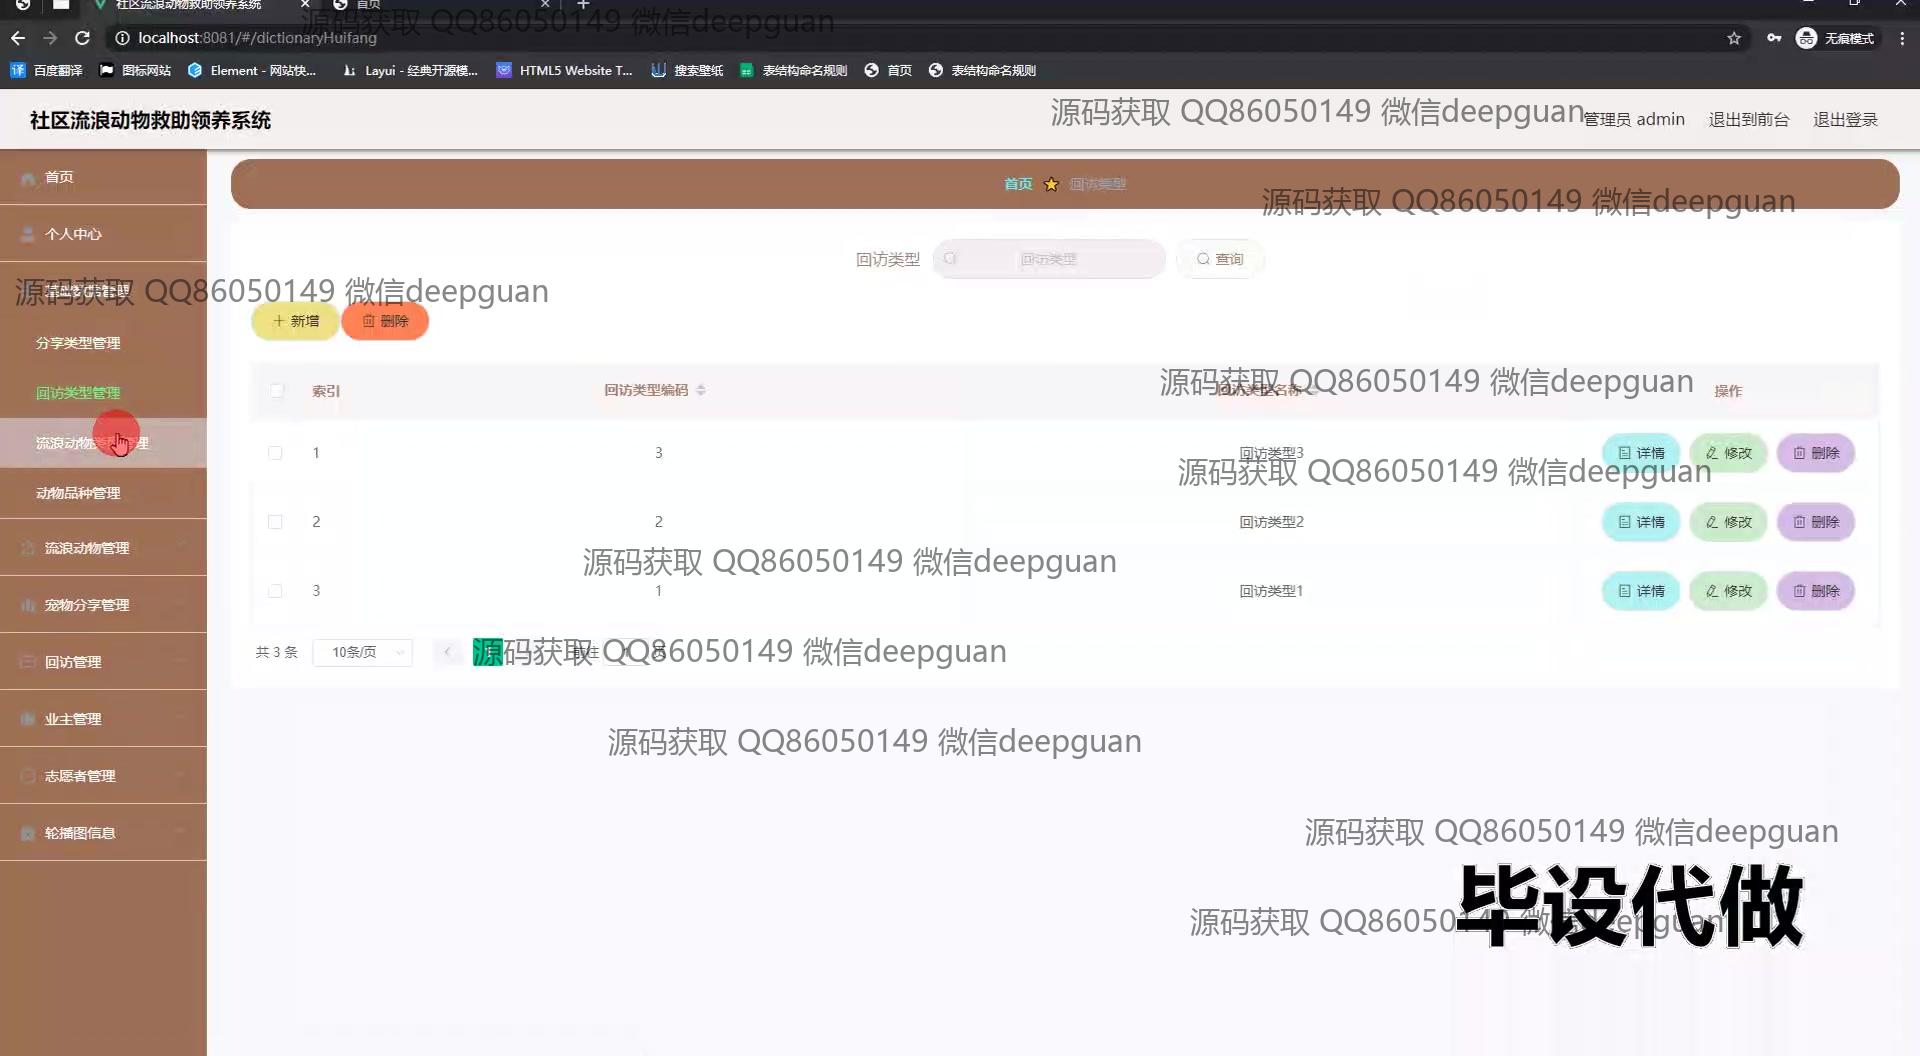 社区流浪动物救助领养系统
首页
源码获取 QQ86050149 微信deepguan
localhost:8081/#/dictionaryHuifang
无痕模式
百度翻译
图标网站
Element - 网站快...
Layui - 经典开源模...
HTML5 Website T...
搜索壁纸
表结构命名规则
首页
表结构命名规则
社区流浪动物救助领养系统
源码获取 QQ86050149 微信deepguan
管理员 admin
退出到前台
退出登录
首页
首页
回访类型
源码获取 QQ86050149 微信deepguan
个人中心
回访类型
回访类型
查询
源码获取 QQ86050149 微信deepguan
新增
删除
分享类型管理
回访类型管理
流浪动物类型管理
动物品种管理
流浪动物管理
宠物分享管理
回访管理
业主管理
志愿者管理
轮播图信息
索引
回访类型编码
回访类型名称
操作
源码获取 QQ86050149 微信deepguan
1
3
回访类型3
详情
修改
删除
源码获取 QQ86050149 微信deepguan
2
2
回访类型2
详情
修改
删除
源码获取 QQ86050149 微信deepguan
3
1
回访类型1
详情
修改
删除
共 3 条
10条/页
前往
1
页
源码获取 QQ86050149 微信deepguan
源码获取 QQ86050149 微信deepguan
源码获取 QQ86050149 微信deepguan
源码获取 QQ86050149 微信deepguan
毕设代做